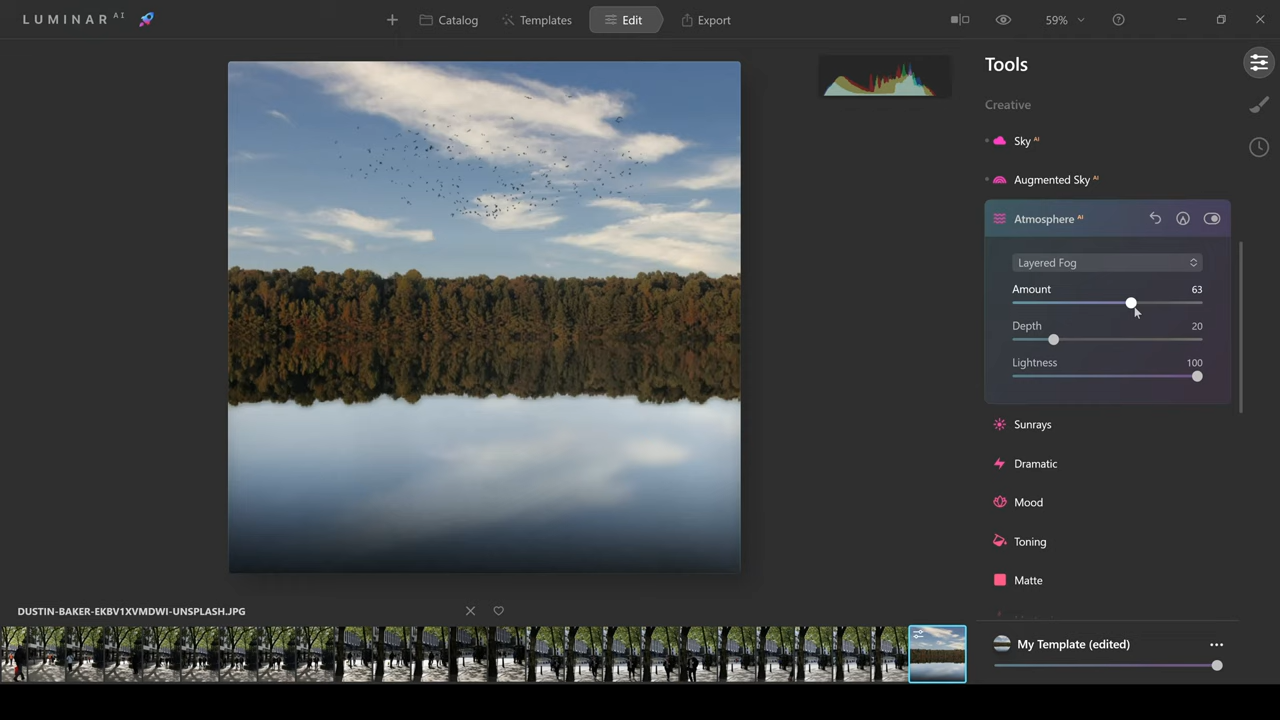 LUMINAR AI
Catalog
Templates
Edit
Export
59%
Tools
Creative
Sky AI
Augmented Sky AI
Atmosphere AI
Layered Fog
Amount 63
Depth 20
Lightness 100
Sunrays
Dramatic
Mood
Toning
Matte
DUSTIN-BAKER-EKBV1XVMDWI-UNSPLASH.JPG
My Template (edited)